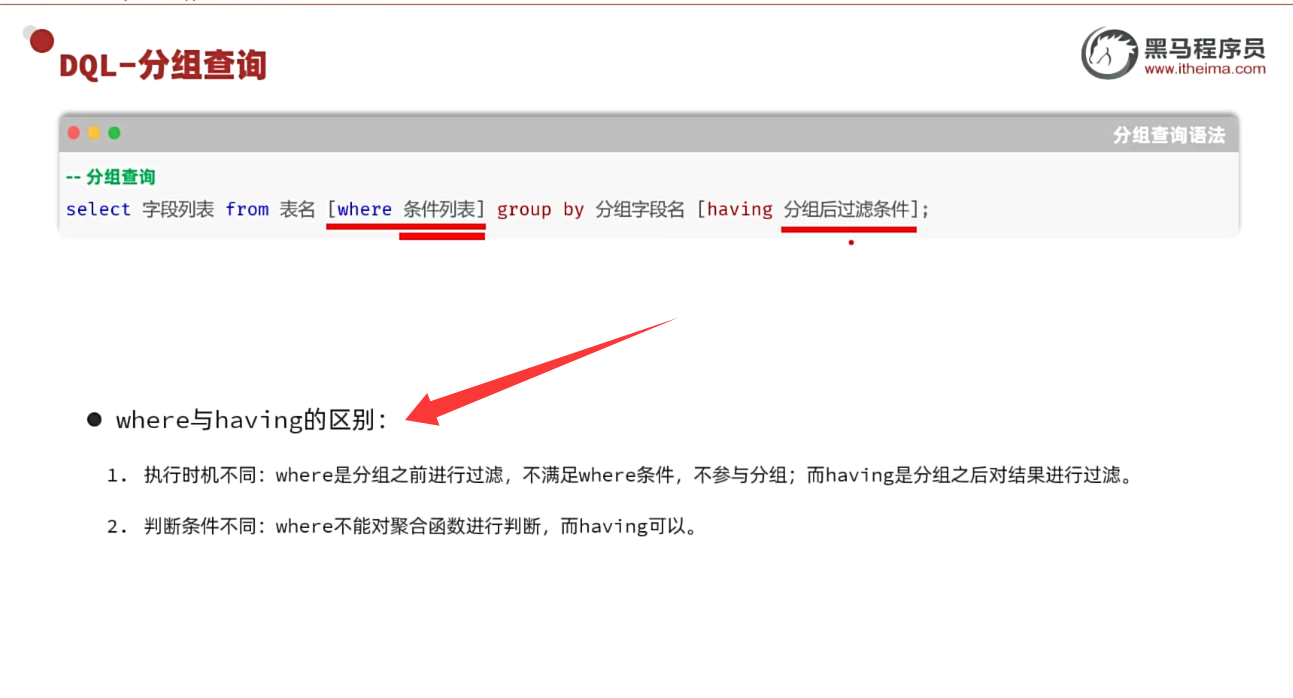 DQL-分组查询
黑马程序员
www.itheima.com
分组查询语法
-- 分组查询
select 字段列表 from 表名 [where 条件列表] group by 分组字段名 [having 分组后过滤条件];
where与having的区别：
1. 执行时机不同：where是分组之前进行过滤，不满足where条件，不参与分组；而having是分组之后对结果进行过滤。
2. 判断条件不同：where不能对聚合函数进行判断，而having可以。